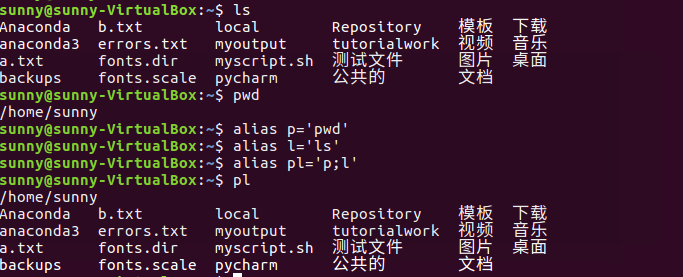 sunny@sunny-VirtualBox:~$ ls
Anaconda b.txt local Repository 模板 下载
anaconda3 errors.txt myoutput tutorialwork 视频 音乐
a.txt fonts.dir myscript.sh 测试文件 图片 桌面
backups fonts.scale pycharm 公共的 文档
sunny@sunny-VirtualBox:~$ pwd
/home/sunny
sunny@sunny-VirtualBox:~$ alias p='pwd'
sunny@sunny-VirtualBox:~$ alias l='ls'
sunny@sunny-VirtualBox:~$ alias pl='p;l'
sunny@sunny-VirtualBox:~$ pl
/home/sunny
Anaconda b.txt local Repository 模板 下载
anaconda3 errors.txt myoutput tutorialwork 视频 音乐
a.txt fonts.dir myscript.sh 测试文件 图片 桌面
backups fonts.scale pycharm 公共的 文档